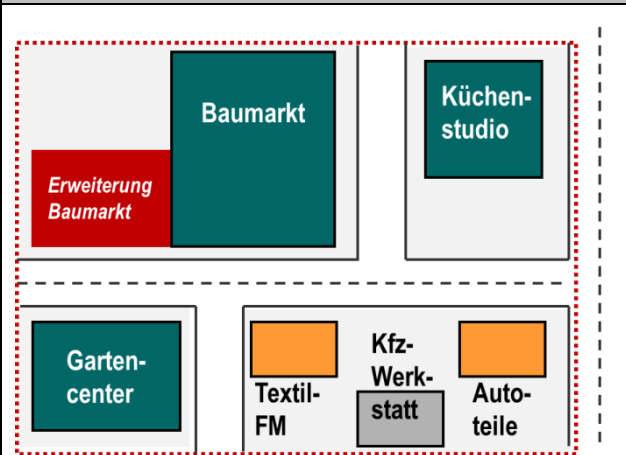 Baumarkt
Küchen-
studio
Erweiterung
Baumarkt
Garten-
center
Textil-
FM
Kfz-
Werk-
statt
Auto-
teile